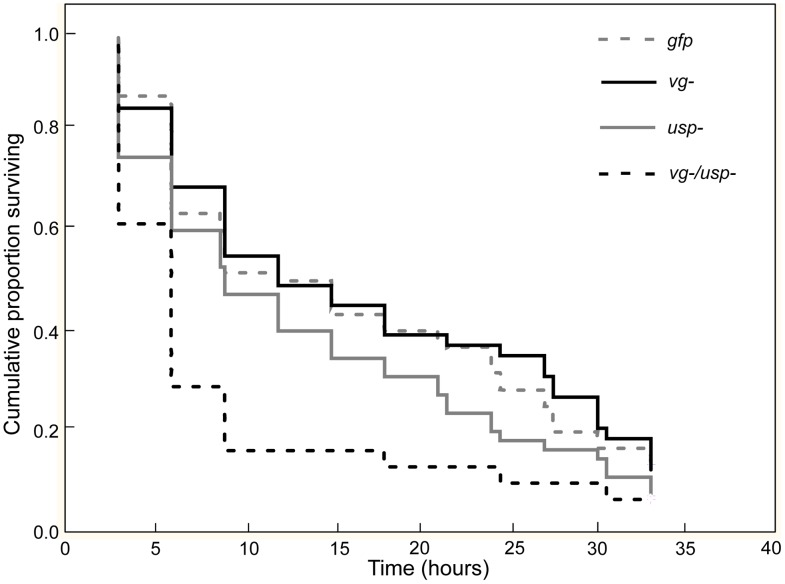 Cumulative proportion surviving
1.0
0.8
0.6
0.4
0.2
0.0
gfp
vg-
usp-
vg-/usp-
0 5 10 15 20 25 30 35 40
Time (hours)